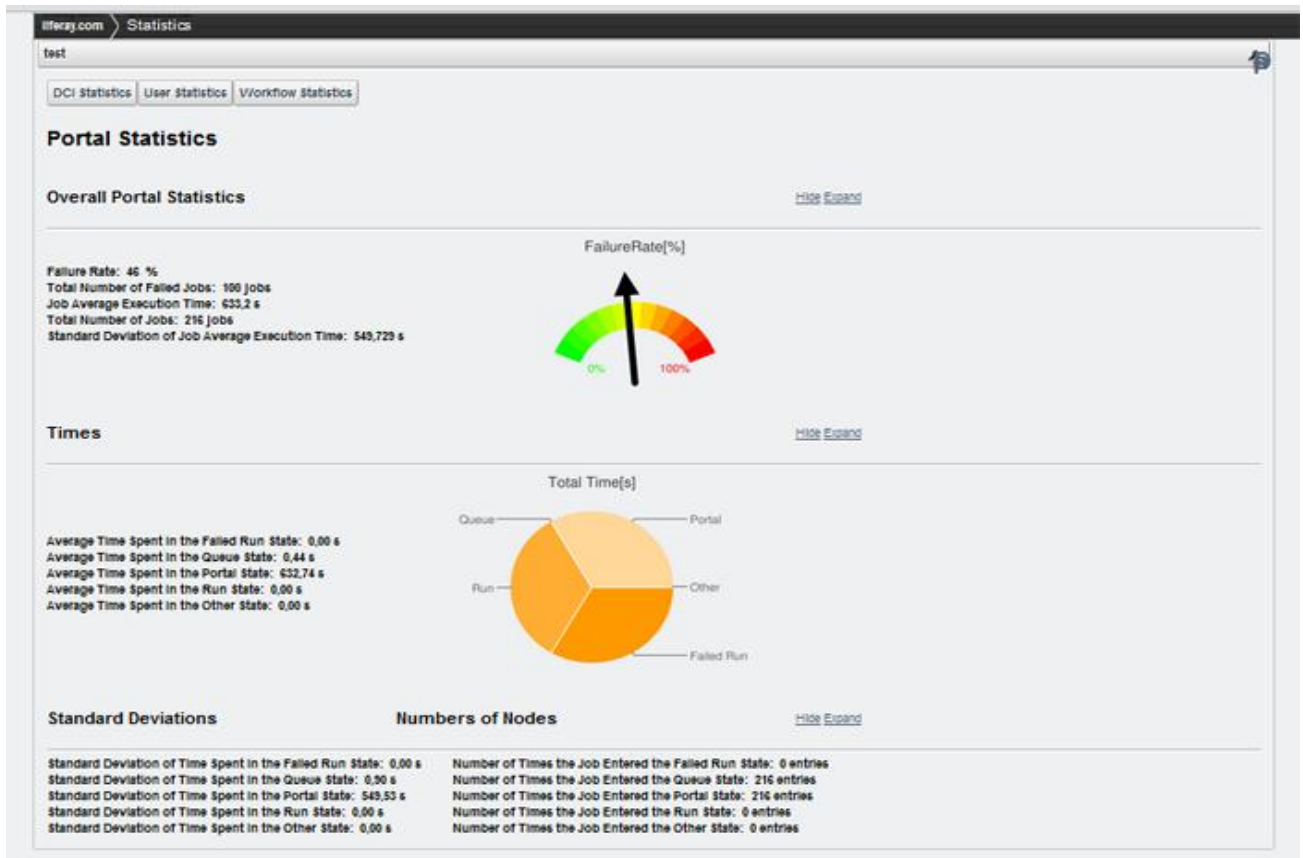 liferay.com Statistics
test
DCI Statistics User Statistics Workflow Statistics
Portal Statistics
Overall Portal Statistics Hide Expand
FailureRate[%]
Failure Rate: 46 %
Total Number of Failed Jobs: 100 jobs
Job Average Execution Time: 633,2 s
Total Number of Jobs: 216 jobs
Standard Deviation of Job Average Execution Time: 549,729 s
0% 100%
Times Hide Expand
Total Time[s]
Queue Portal
Average Time Spent in the Failed Run State: 0,00 s
Average Time Spent in the Queue State: 0,44 s
Average Time Spent in the Portal State: 632,74 s
Average Time Spent in the Run State: 0,00 s
Average Time Spent in the Other State: 0,00 s
Run Other
Failed Run
Standard Deviations Numbers of Nodes Hide Expand
Standard Deviation of Time Spent in the Failed Run State: 0,00 s Number of Times the Job Entered the Failed Run State: 0 entries
Standard Deviation of Time Spent in the Queue State: 0,90 s Number of Times the Job Entered the Queue State: 216 entries
Standard Deviation of Time Spent in the Portal State: 549,53 s Number of Times the Job Entered the Portal State: 216 entries
Standard Deviation of Time Spent in the Run State: 0,00 s Number of Times the Job Entered the Run State: 0 entries
Standard Deviation of Time Spent in the Other State: 0,00 s Number of Times the Job Entered the Other State: 0 entries